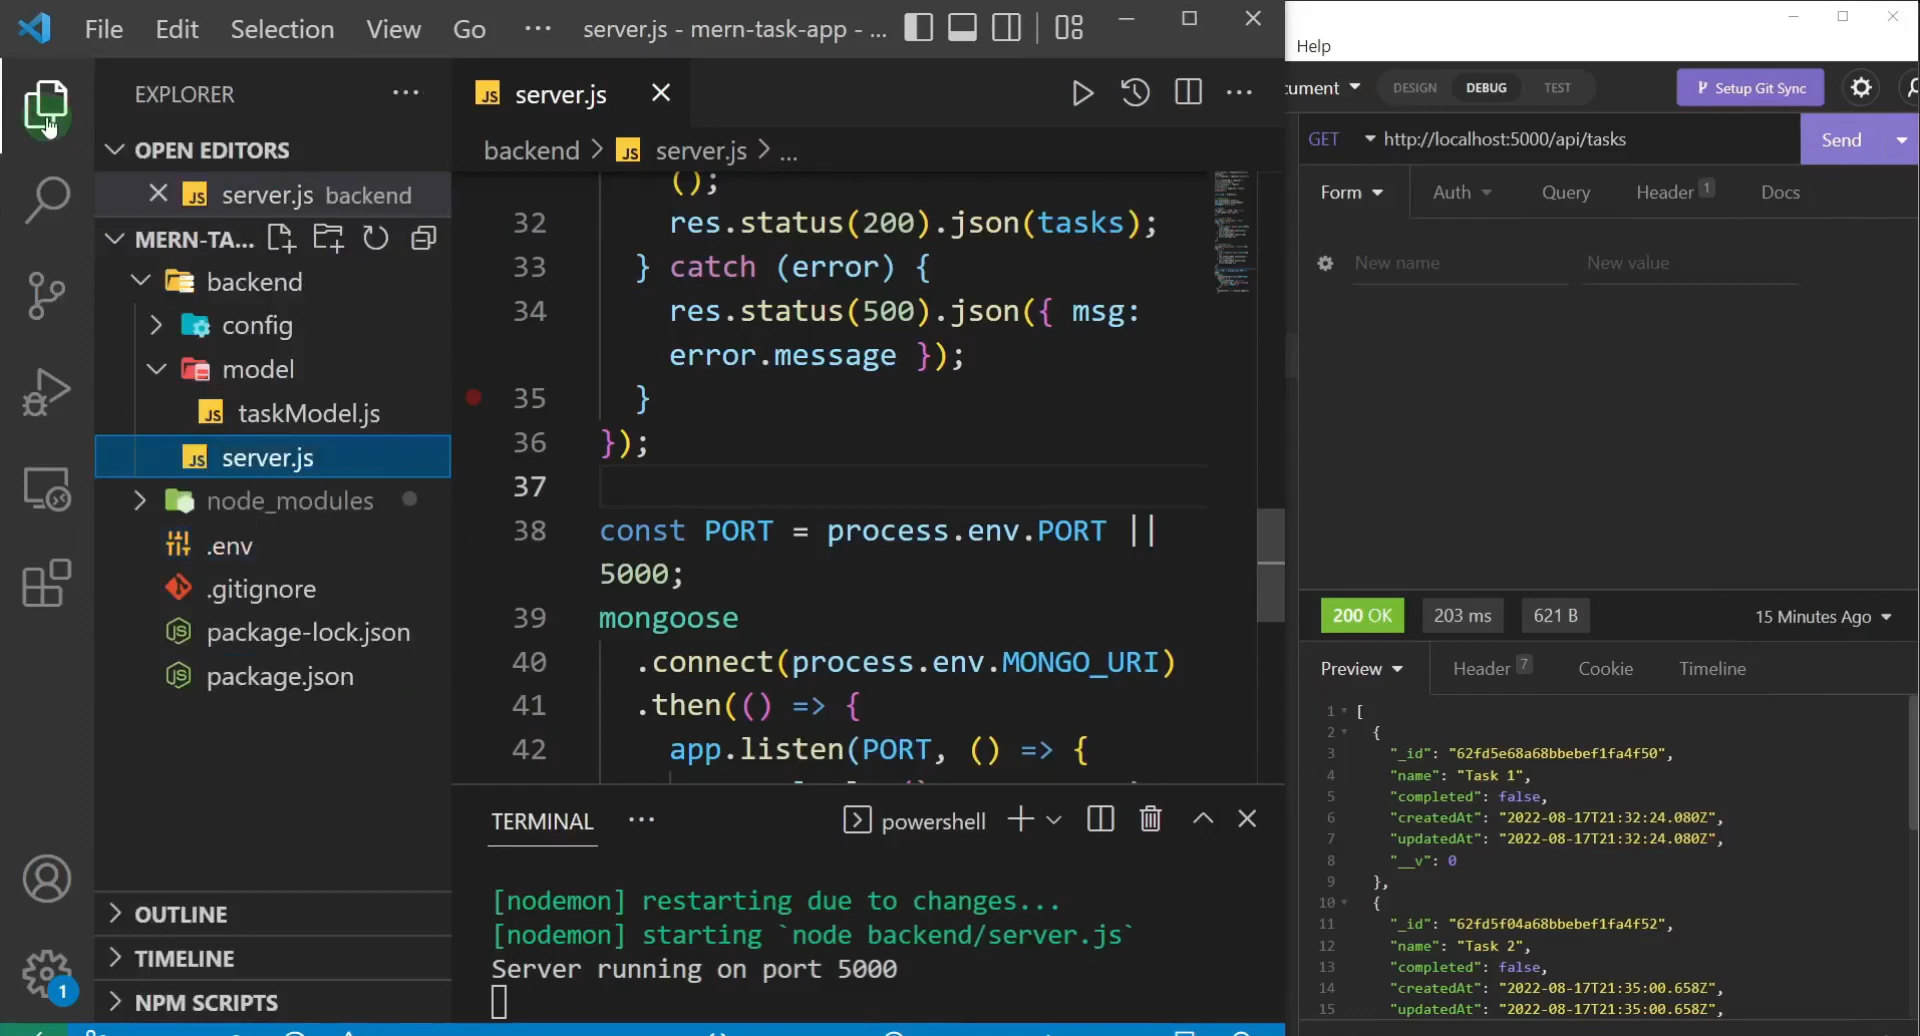 File Edit Selection View Go ··· server.js - mern-task-app - ...
EXPLORER ···
OPEN EDITORS
server.js backend
MERN-TA...
backend
config
model
taskModel.js
server.js
node_modules
.env
.gitignore
package-lock.json
package.json
OUTLINE
TIMELINE
NPM SCRIPTS
1
JS server.js
backend > JS server.js > ...
();
32 res.status(200).json(tasks);
33 } catch (error) {
34 res.status(500).json({ msg:
error.message });
35 }
36 });
37
38 const PORT = process.env.PORT ||
5000;
39 mongoose
40 .connect(process.env.MONGO_URI)
41 .then(() => {
42 app.listen(PORT, () => {
TERMINAL ··· powershell
[nodemon] restarting due to changes...
[nodemon] starting `node backend/server.js`
Server running on port 5000
Help
cument DESIGN DEBUG TEST Setup Git Sync
GET http://localhost:5000/api/tasks Send
Form Auth Query Header 1 Docs
New name New value
200 OK 203 ms 621 B 15 Minutes Ago
Preview Header 7 Cookie Timeline
1 [
2 {
3 "_id": "62fd5e68a68bbebef1fa4f50",
4 "name": "Task 1",
5 "completed": false,
6 "createdAt": "2022-08-17T21:32:24.080Z",
7 "updatedAt": "2022-08-17T21:32:24.080Z",
8 "__v": 0
9 },
10 {
11 "_id": "62fd5f04a68bbebef1fa4f52",
12 "name": "Task 2",
13 "completed": false,
14 "createdAt": "2022-08-17T21:35:00.658Z",
15 "updatedAt": "2022-08-17T21:35:00.658Z",